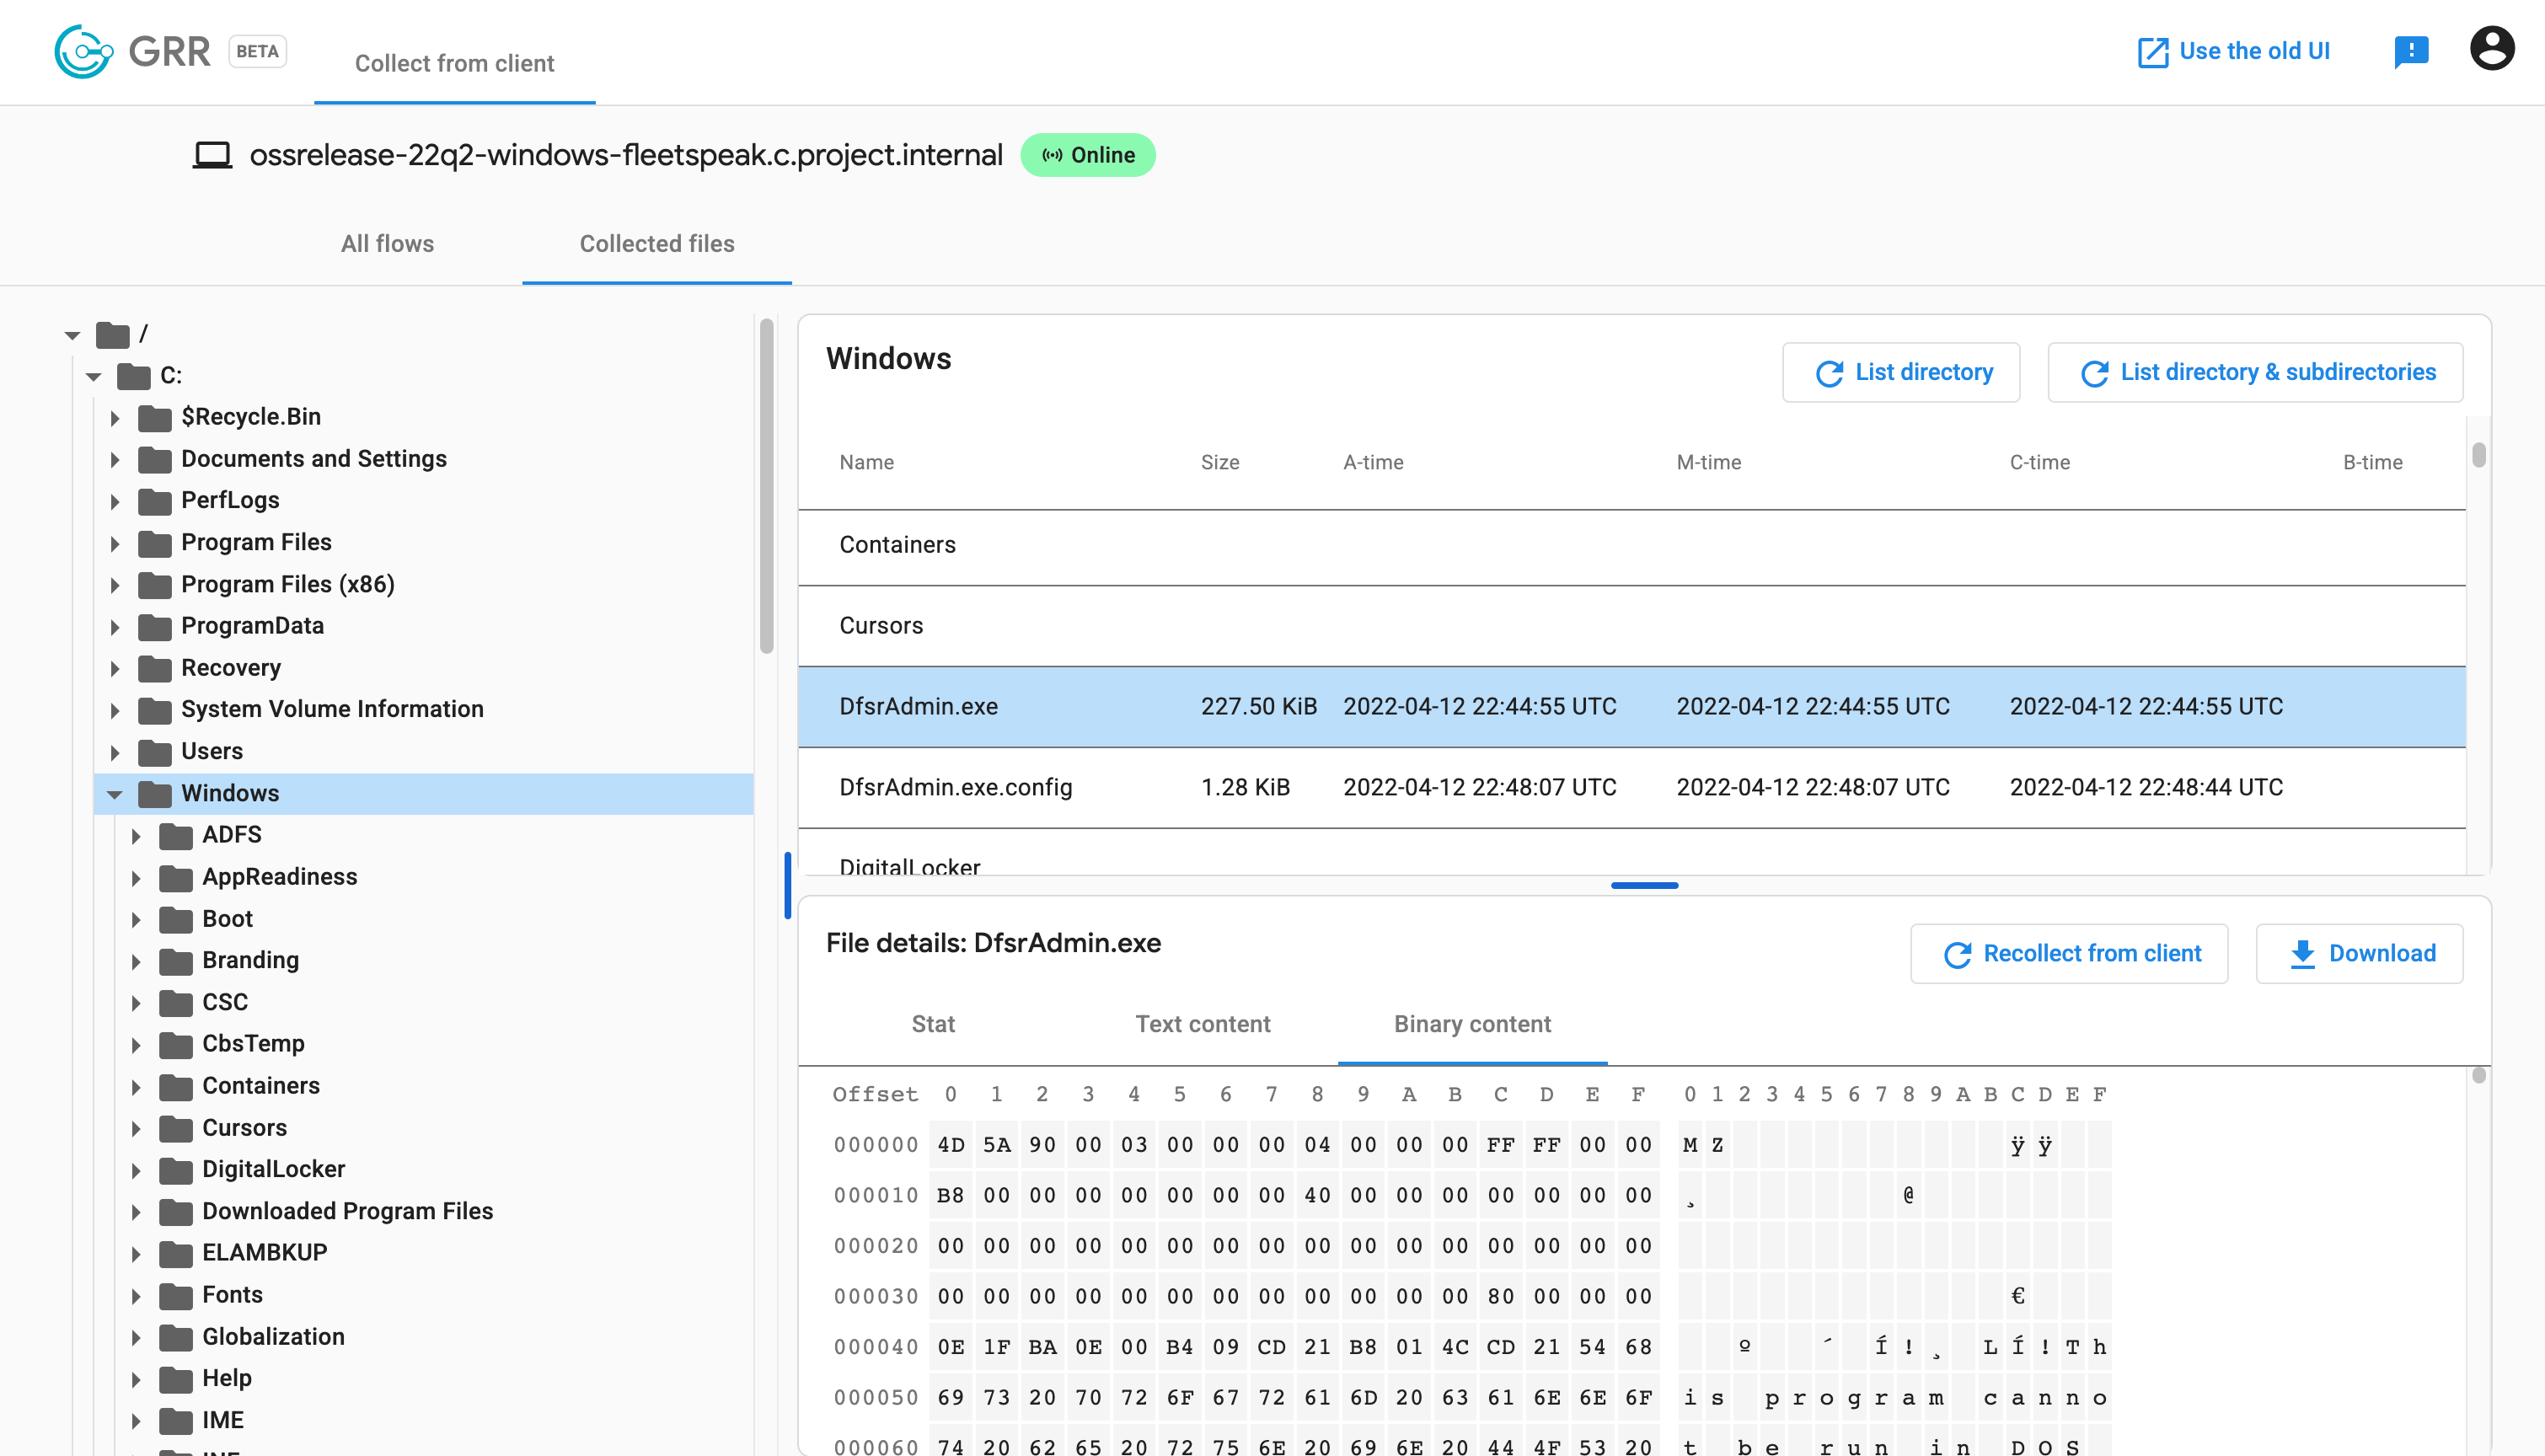 GRR BETA Collect from client Use the old UI
ossrelease-22q2-windows-fleetspeak.c.project.internal Online
All flows Collected files
/
C:
$Recycle.Bin
Documents and Settings
PerfLogs
Program Files
Program Files (x86)
ProgramData
Recovery
System Volume Information
Users
Windows
ADFS
AppReadiness
Boot
Branding
CSC
CbsTemp
Containers
Cursors
DigitalLocker
Downloaded Program Files
ELAMBKUP
Fonts
Globalization
Help
IME
Windows List directory List directory & subdirectories
Name Size A-time M-time C-time B-time
Containers
Cursors
DfsrAdmin.exe 227.50 KiB 2022-04-12 22:44:55 UTC 2022-04-12 22:44:55 UTC 2022-04-12 22:44:55 UTC
DfsrAdmin.exe.config 1.28 KiB 2022-04-12 22:48:07 UTC 2022-04-12 22:48:07 UTC 2022-04-12 22:48:44 UTC
DigitalLocker
File details: DfsrAdmin.exe Recollect from client Download
Stat Text content Binary content
Offset 0 1 2 3 4 5 6 7 8 9 A B C D E F 0 1 2 3 4 5 6 7 8 9 A B C D E F
000000 4D 5A 90 00 03 00 00 00 04 00 00 00 FF FF 00 00 M Z ÿ ÿ
000010 B8 00 00 00 00 00 00 00 40 00 00 00 00 00 00 00 ¸ @
000020 00 00 00 00 00 00 00 00 00 00 00 00 00 00 00 00
000030 00 00 00 00 00 00 00 00 00 00 00 00 80 00 00 00 €
000040 0E 1F BA 0E 00 B4 09 CD 21 B8 01 4C CD 21 54 68 º ´ Í ! ¸ L Í ! T h
000050 69 73 20 70 72 6F 67 72 61 6D 20 63 61 6E 6E 6F i s p r o g r a m c a n n o
000060 74 20 62 65 20 72 75 6E 20 69 6E 20 44 4F 53 20 t b e r u n i n D O S